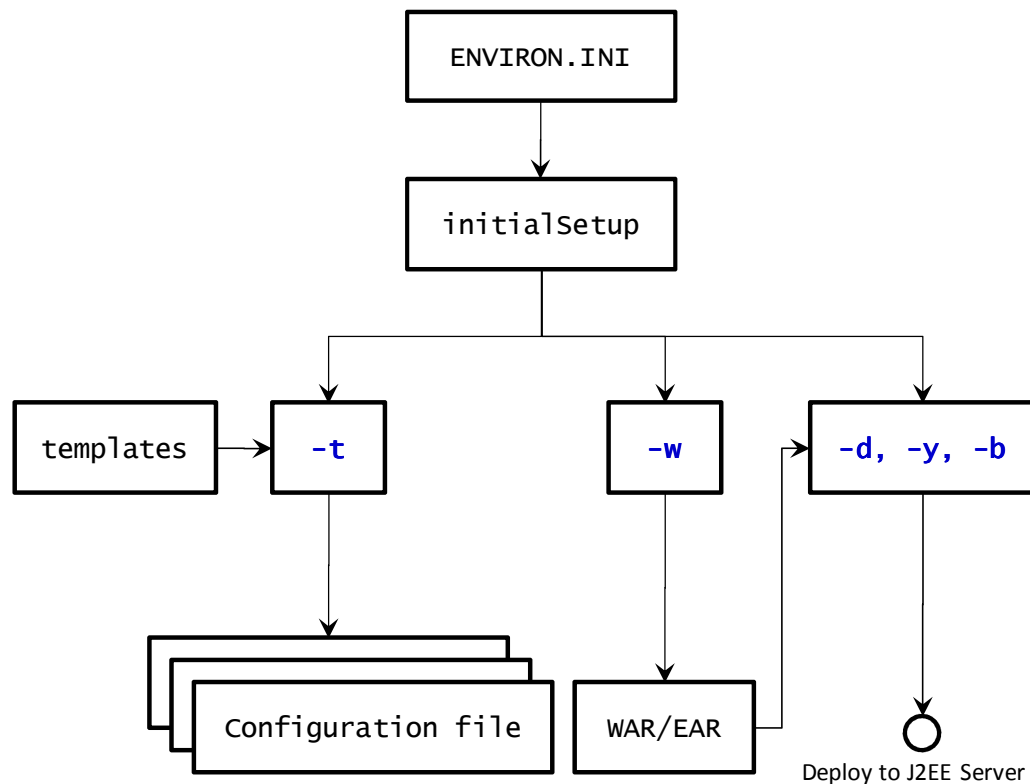 ENVIRON.INI
initialSetup
templates
-t
-w
-d, -y, -b
Configuration file
WAR/EAR
Deploy to J2EE Server